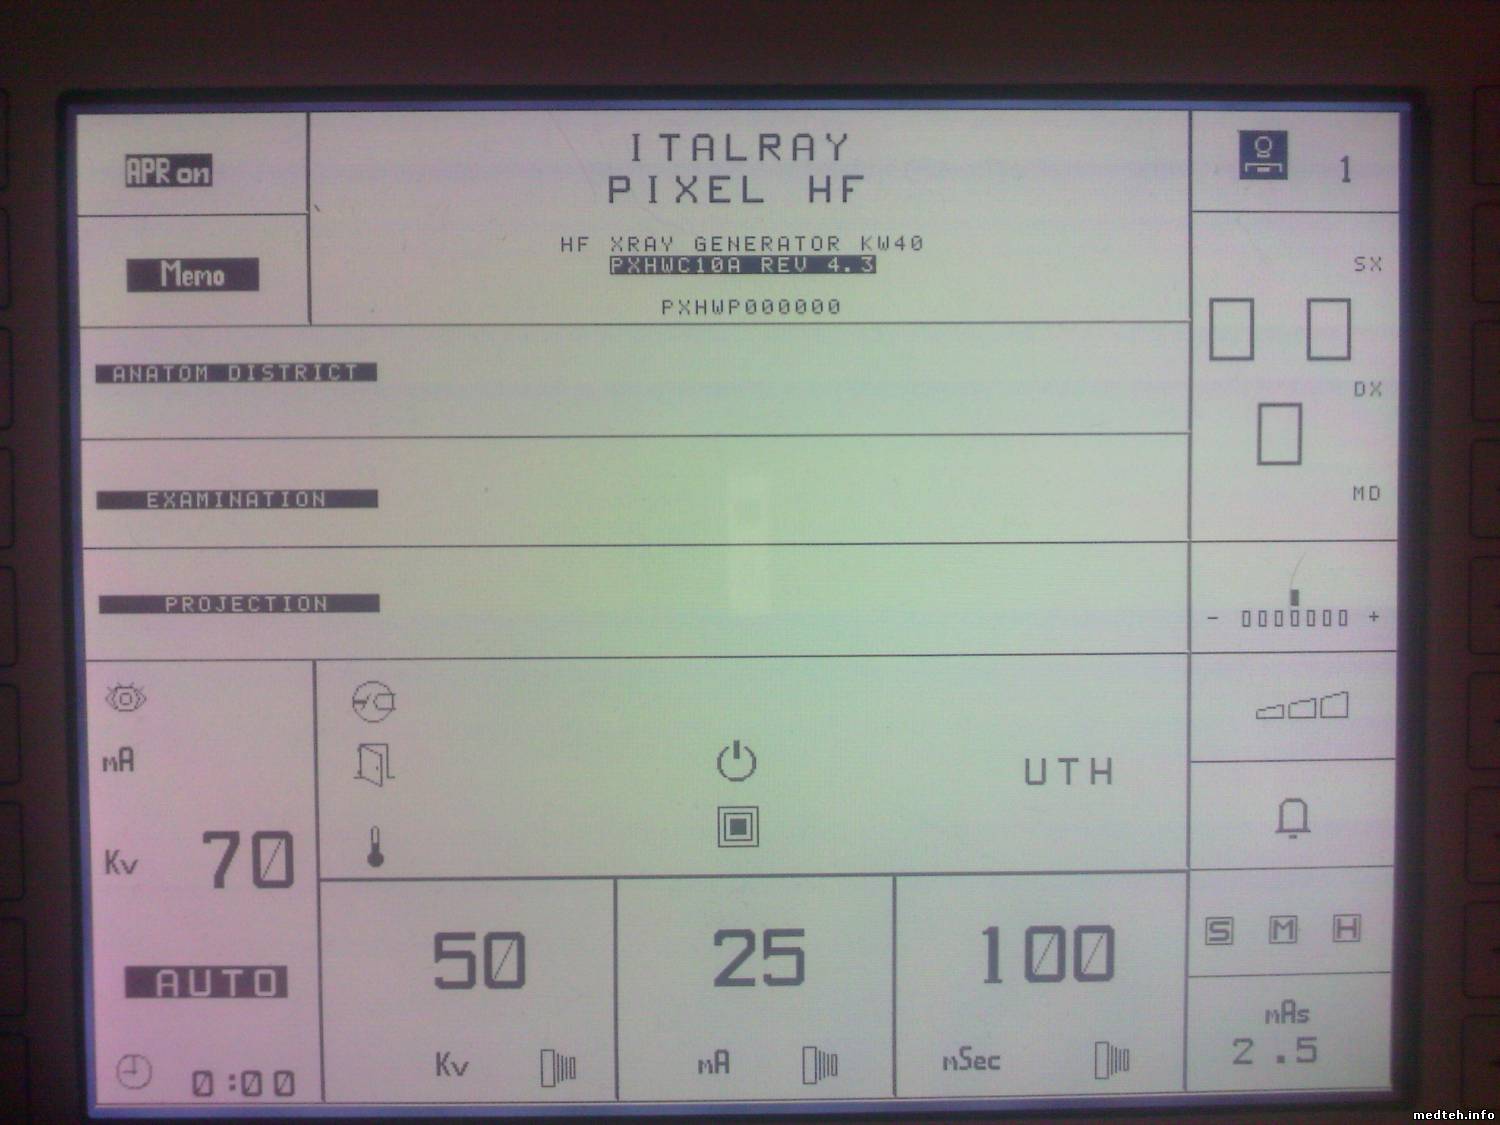 APR on
ITALRAY
PIXEL HF
1
HF XRAY GENERATOR KW40
PXHWC10A REV 4.3
Memo
PXHWP000000
SX
ANATOM DISTRICT
DX
EXAMINATION
MD
PROJECTION
- +
mA
UTH
Kv 70
50 25 100
S M H
AUTO
mAs
2.5
Kv mA mSec
0:00
medteh.info